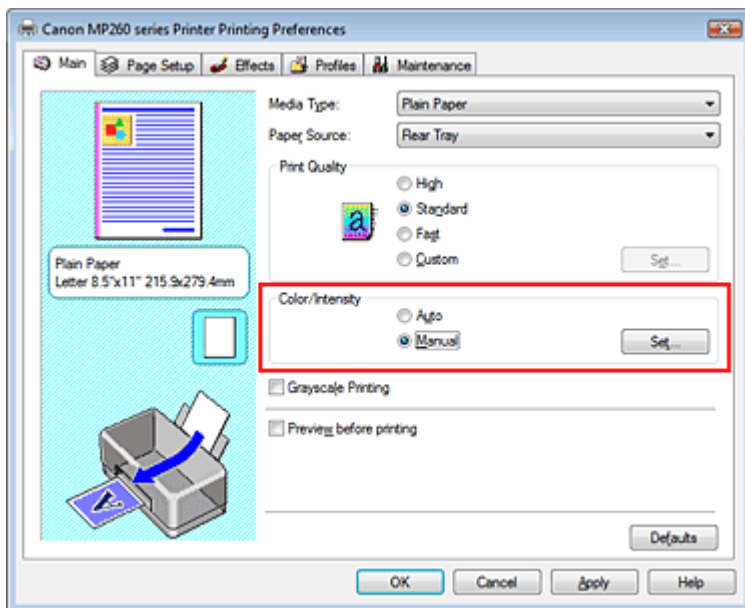 Canon MP260 series Printer Printing Preferences
Main Page Setup Effects Profiles Maintenance
Media Type: Plain Paper
Paper Source: Rear Tray
Print Quality
High
Standard
Fast
Custom
Set...
Plain Paper
Letter 8.5"x11" 215.9x279.4mm
Color/Intensity
Auto
Manual
Set...
Grayscale Printing
Preview before printing
Defaults
OK Cancel Apply Help